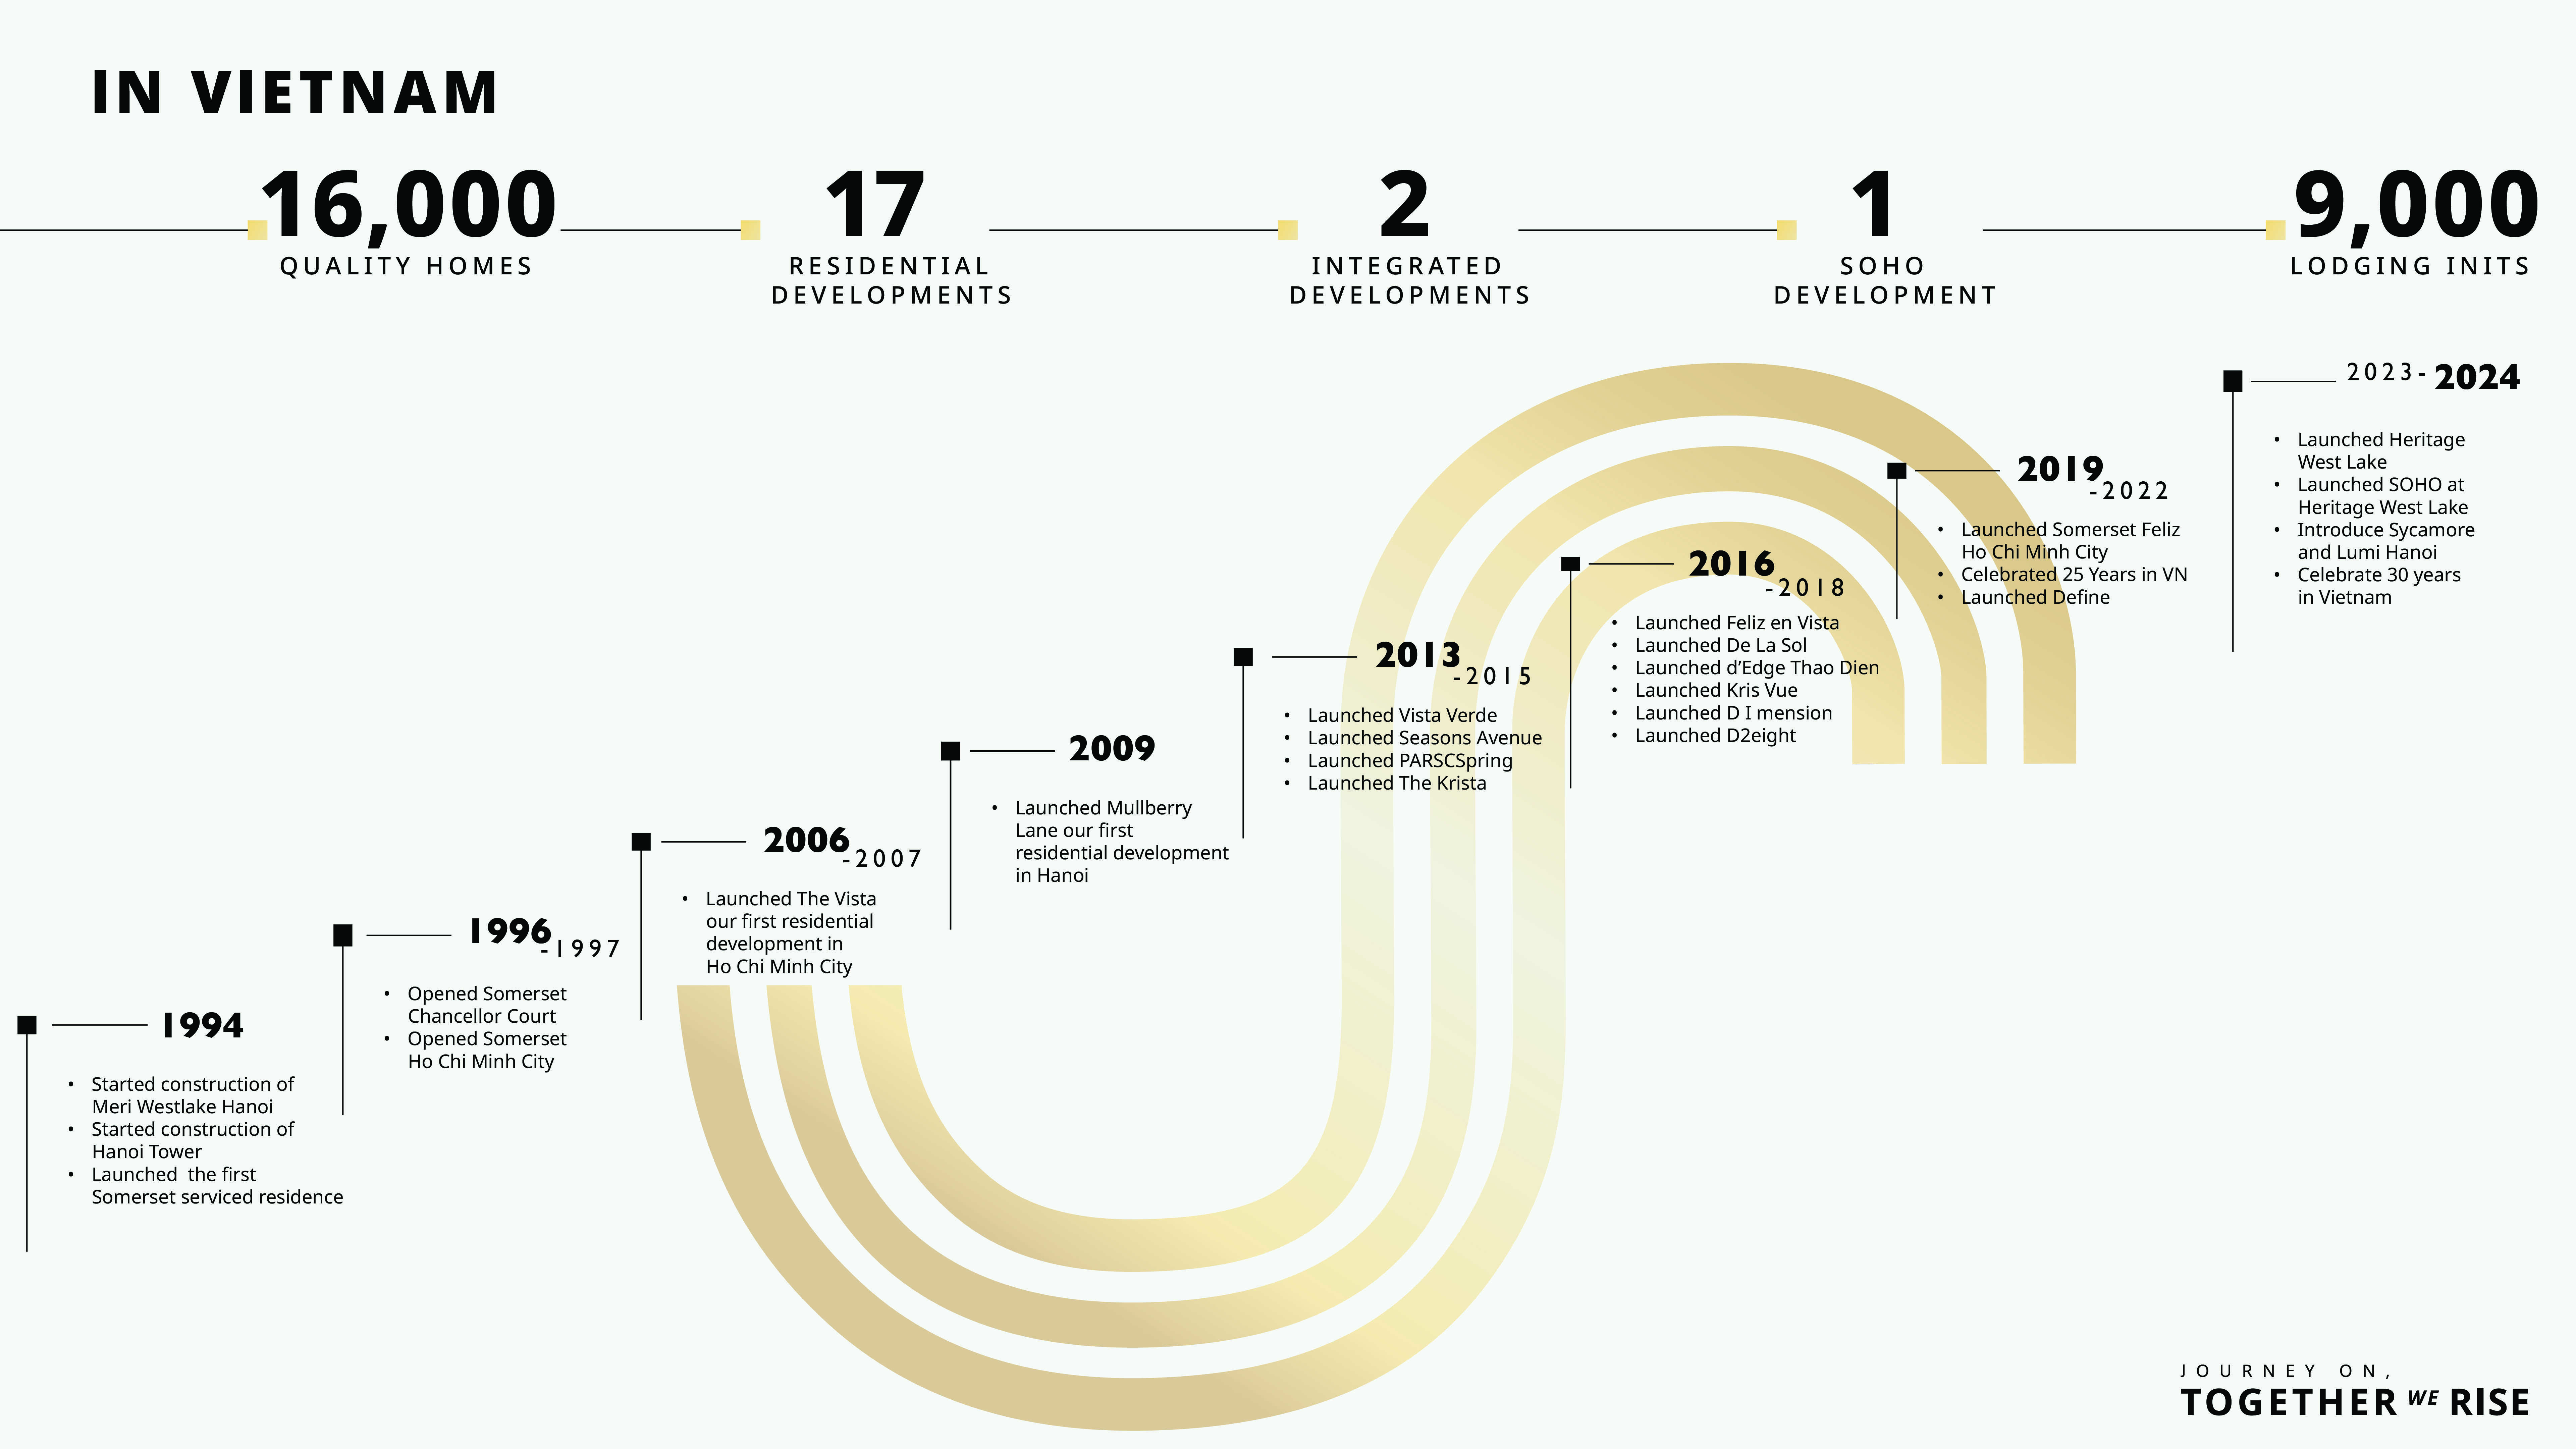 IN VIETNAM
16,000
QUALITY HOMES
17
RESIDENTIAL
DEVELOPMENTS
2
INTEGRATED
DEVELOPMENTS
1
SOHO
DEVELOPMENT
9,000
LODGING INITS
1994
• Started construction of
Meri Westlake Hanoi
• Started construction of
Hanoi Tower
• Launched the first
Somerset serviced residence
1996
-1997
• Opened Somerset
Chancellor Court
• Opened Somerset
Ho Chi Minh City
2006
-2007
• Launched The Vista
our first residential
development in
Ho Chi Minh City
2009
• Launched Mullberry
Lane our first
residential development
in Hanoi
2013
-2015
• Launched Vista Verde
• Launched Seasons Avenue
• Launched PARSCSpring
• Launched The Krista
2016
-2018
• Launched Feliz en Vista
• Launched De La Sol
• Launched d’Edge Thao Dien
• Launched Kris Vue
• Launched D I mension
• Launched D2eight
2019
-2022
• Launched Somerset Feliz
Ho Chi Minh City
• Celebrated 25 Years in VN
• Launched Define
2023- 2024
• Launched Heritage
West Lake
• Launched SOHO at
Heritage West Lake
• Introduce Sycamore
and Lumi Hanoi
• Celebrate 30 years
in Vietnam
JOURNEY ON,
TOGETHER WE RISE